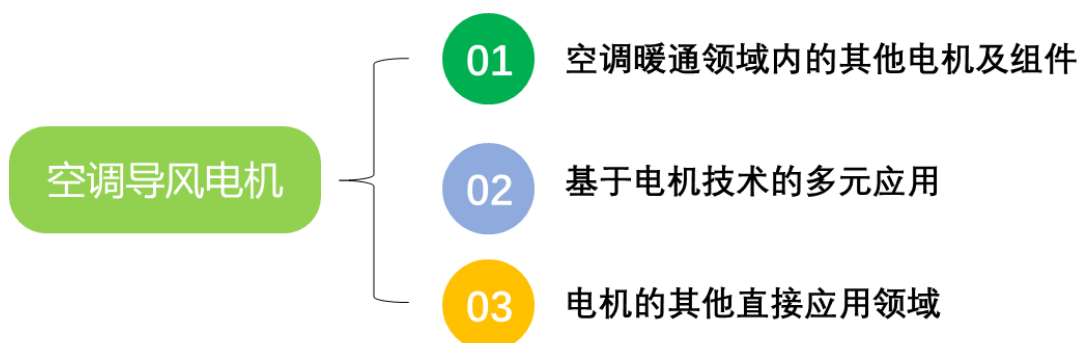 空调导风电机
01
空调暖通领域内的其他电机及组件
02
基于电机技术的多元应用
03
电机的其他直接应用领域